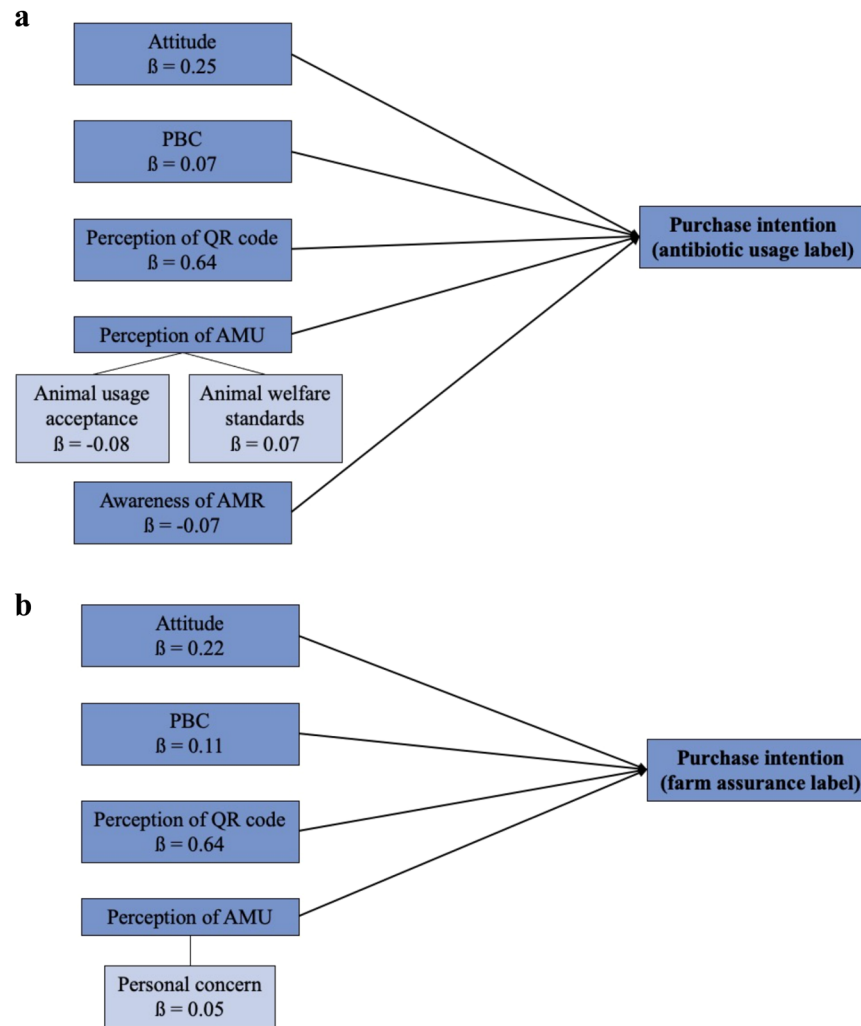 a
Attitude
ß = 0.25
PBC
ß = 0.07
Perception of QR code
ß = 0.64
Purchase intention
(antibiotic usage label)
Perception of AMU
Animal usage
acceptance
ß = -0.08
Animal welfare
standards
ß = 0.07
Awareness of AMR
ß = -0.07
b
Attitude
ß = 0.22
PBC
ß = 0.11
Purchase intention
(farm assurance label)
Perception of QR code
ß = 0.64
Perception of AMU
Personal concern
ß = 0.05